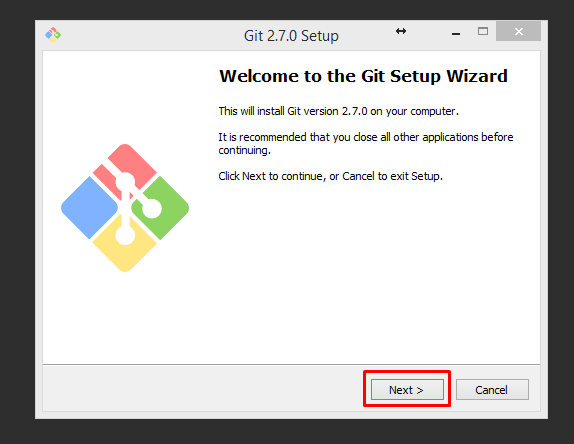 Git 2.7.0 Setup
Welcome to the Git Setup Wizard
This will install Git version 2.7.0 on your computer.
It is recommended that you close all other applications before
continuing.
Click Next to continue, or Cancel to exit Setup.
Next >
Cancel